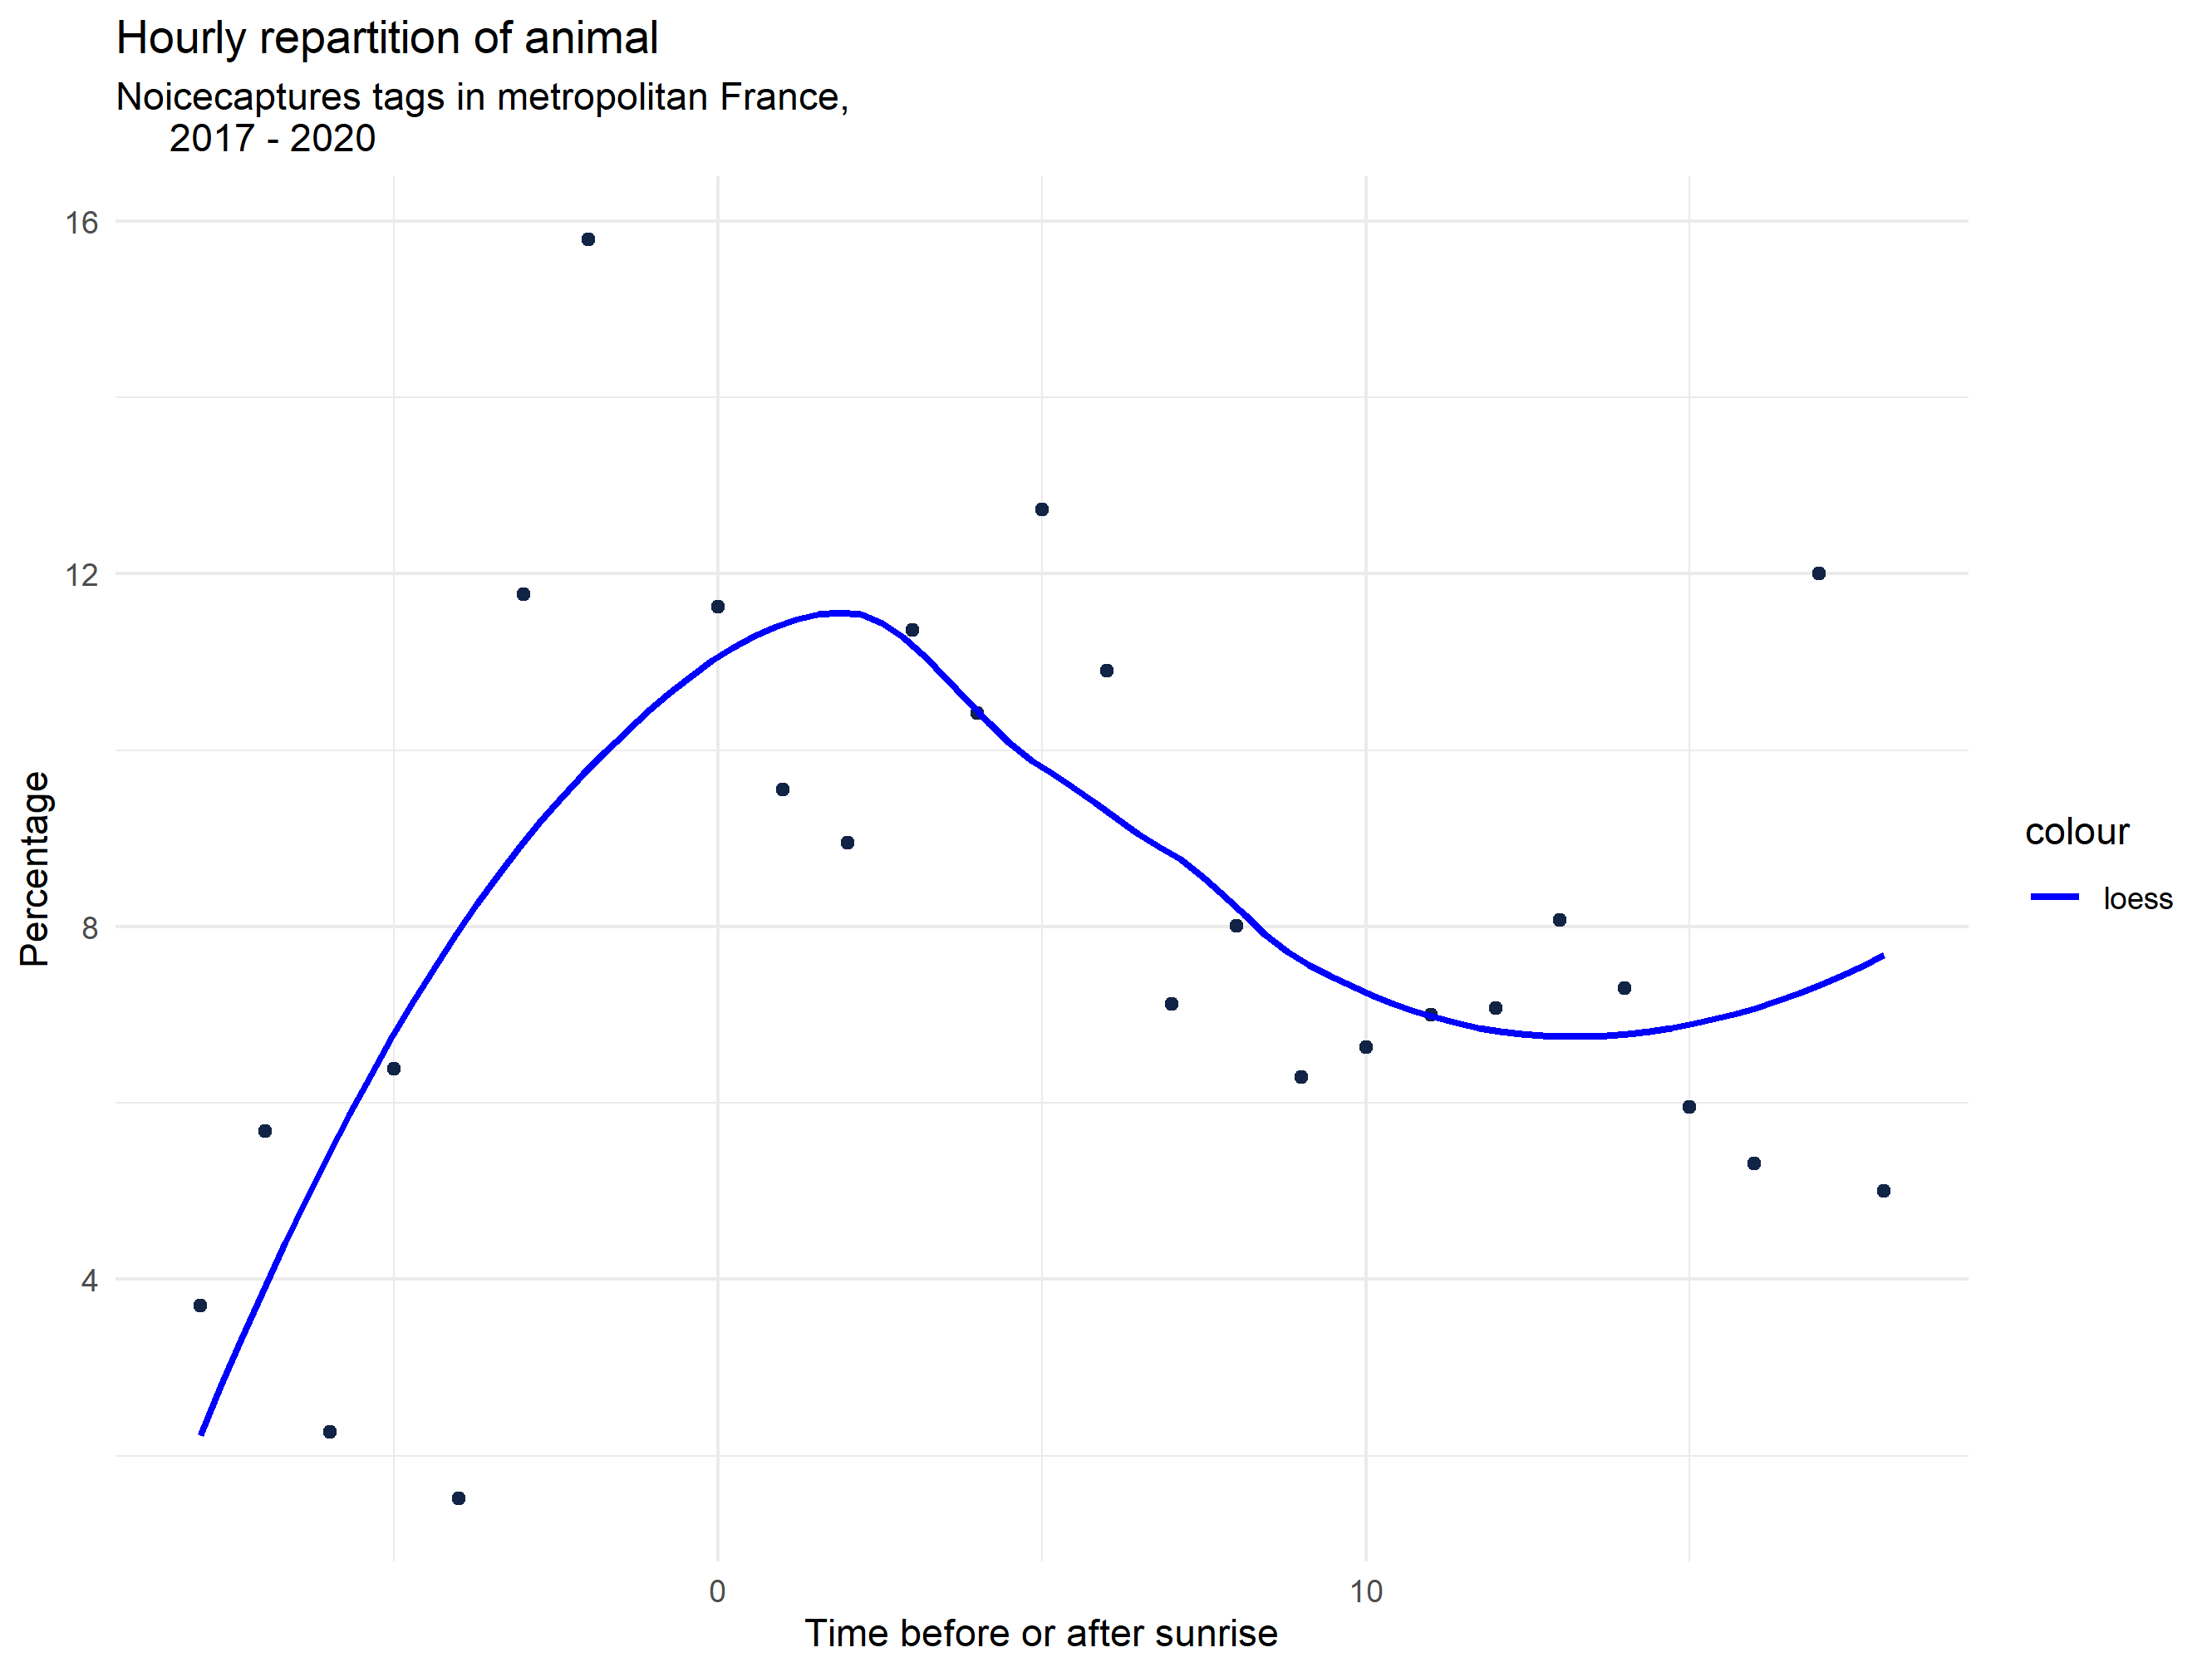 Hourly repartition of animal
Noicecaptures tags in metropolitan France,
2017 - 2020
16
12
8
4
Percentage
0
10
Time before or after sunrise
colour
loess